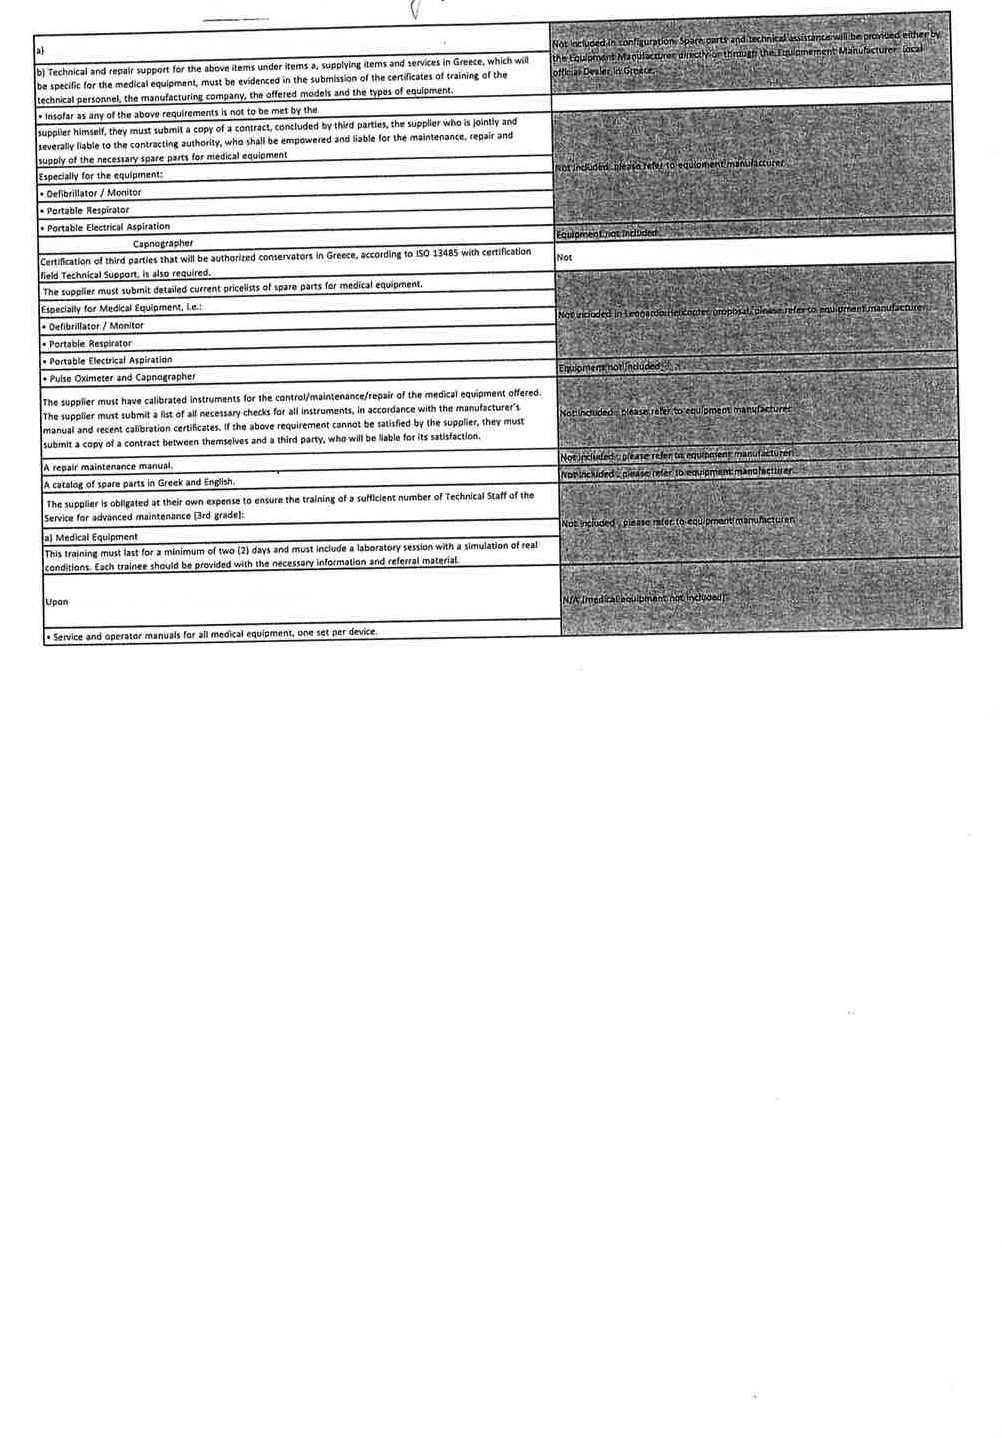 a)
Not included in configuration. Spare parts and technical assistance will be provided either by
the Equipment Manufacturer directly or through the Equipmement Manufacturer local
official Dealer in Greece.
b) Technical and repair support for the above items under items a, supplying items and services in Greece, which will
be specific for the medical equipment, must be evidenced in the submission of the certificates of training of the
technical personnel, the manufacturing company, the offered models and the types of equipment.
• Insofar as any of the above requirements is not to be met by the
supplier himself, they must submit a copy of a contract, concluded by third parties, the supplier who is jointly and
severally liable to the contracting authority, who shall be empowered and liable for the maintenance, repair and
supply of the necessary spare parts for medical equipment
Not included, please refer to equipment manufacturer
Especially for the equipment:
• Defibrillator / Monitor
• Portable Respirator
• Portable Electrical Aspiration
Equipment not included
Capnographer
Certification of third parties that will be authorized conservators in Greece, according to ISO 13485 with certification
field Technical Support, is also required.
Not
The supplier must submit detailed current pricelists of spare parts for medical equipment.
Especially for Medical Equipment, i.e.:
Not included in Leonardo Helicopter proposal, please refer to equipment manufacturer
• Defibrillator / Monitor
• Portable Respirator
• Portable Electrical Aspiration
Equipment not included
• Pulse Oximeter and Capnographer
The supplier must have calibrated instruments for the control/maintenance/repair of the medical equipment offered.
The supplier must submit a list of all necessary checks for all instruments, in accordance with the manufacturer's
manual and recent calibration certificates. If the above requirement cannot be satisfied by the supplier, they must
submit a copy of a contract between themselves and a third party, who will be liable for its satisfaction.
Not included , please refer to equipment manufacturer
A repair maintenance manual.
Not included , please refer to equipment manufacturer
A catalog of spare parts in Greek and English.
Not included , please refer to equipment manufacturer
The supplier is obligated at their own expense to ensure the training of a sufficient number of Technical Staff of the
Service for advanced maintenance (3rd grade):
Not included , please refer to equipment manufacturer
a) Medical Equipment
This training must last for a minimum of two (2) days and must include a laboratory session with a simulation of real
conditions. Each trainee should be provided with the necessary information and referral material.
Upon
N/A (medical equipment not included)
• Service and operator manuals for all medical equipment, one set per device.